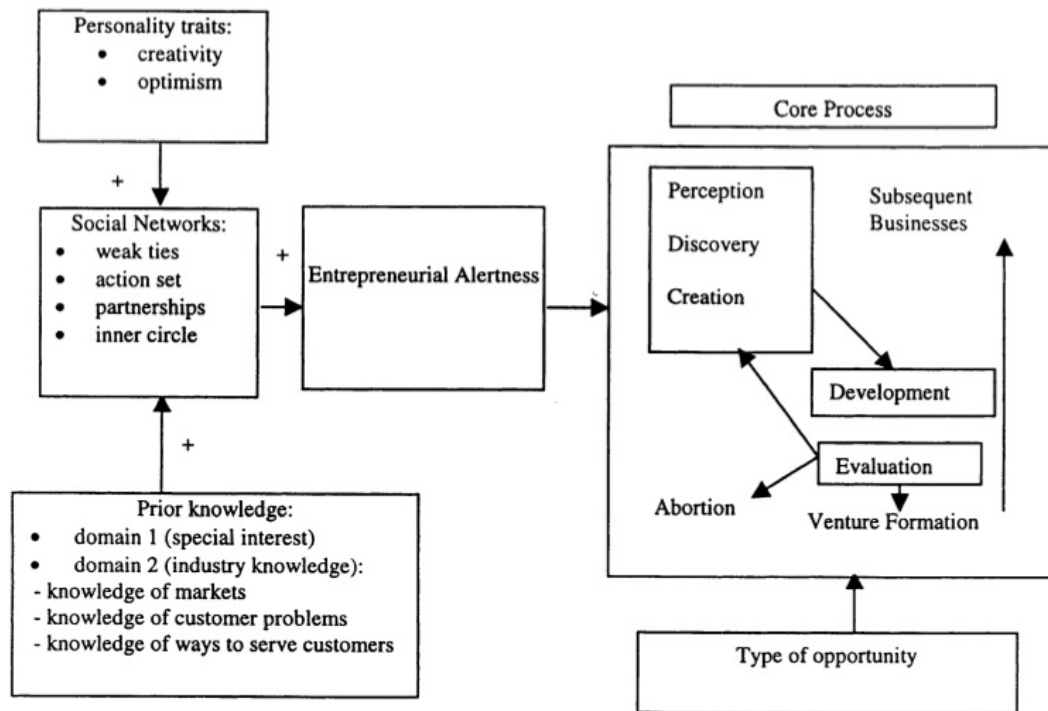 Personality traits:
• creativity
• optimism
+
Social Networks:
• weak ties
• action set
• partnerships
• inner circle
+
Entrepreneurial Alertness
+
Prior knowledge:
• domain 1 (special interest)
• domain 2 (industry knowledge):
- knowledge of markets
- knowledge of customer problems
- knowledge of ways to serve customers
Core Process
Perception
Discovery
Creation
Subsequent
Businesses
Development
Evaluation
Abortion
Venture Formation
Type of opportunity